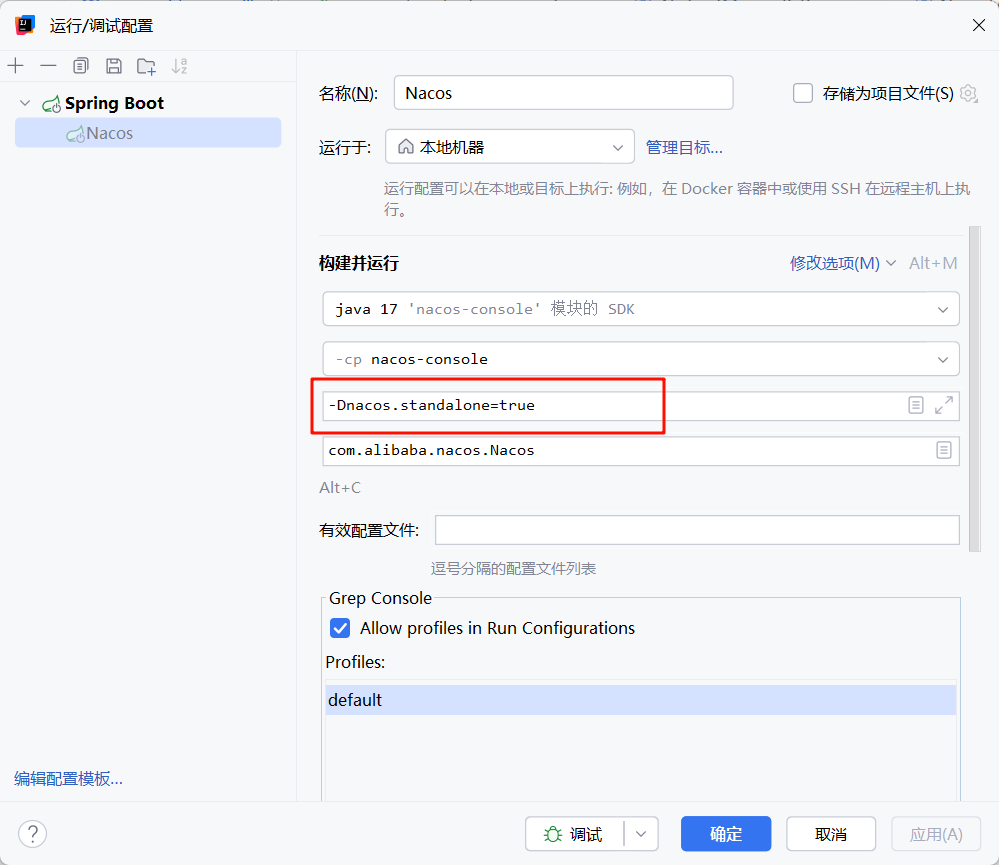 运行/调试配置
Spring Boot
Nacos
编辑配置模板...
名称(N): Nacos 存储为项目文件(S)
运行于: 本地机器 管理目标...
运行配置可以在本地或目标上执行: 例如，在 Docker 容器中或使用 SSH 在远程主机上执
行。
构建并运行 修改选项(M) Alt+M
java 17 'nacos-console' 模块的 SDK
-cp nacos-console
-Dnacos.standalone=true
com.alibaba.nacos.Nacos
Alt+C
有效配置文件:
逗号分隔的配置文件列表
Grep Console
Allow profiles in Run Configurations
Profiles:
default
? 调试 确定 取消 应用(A)